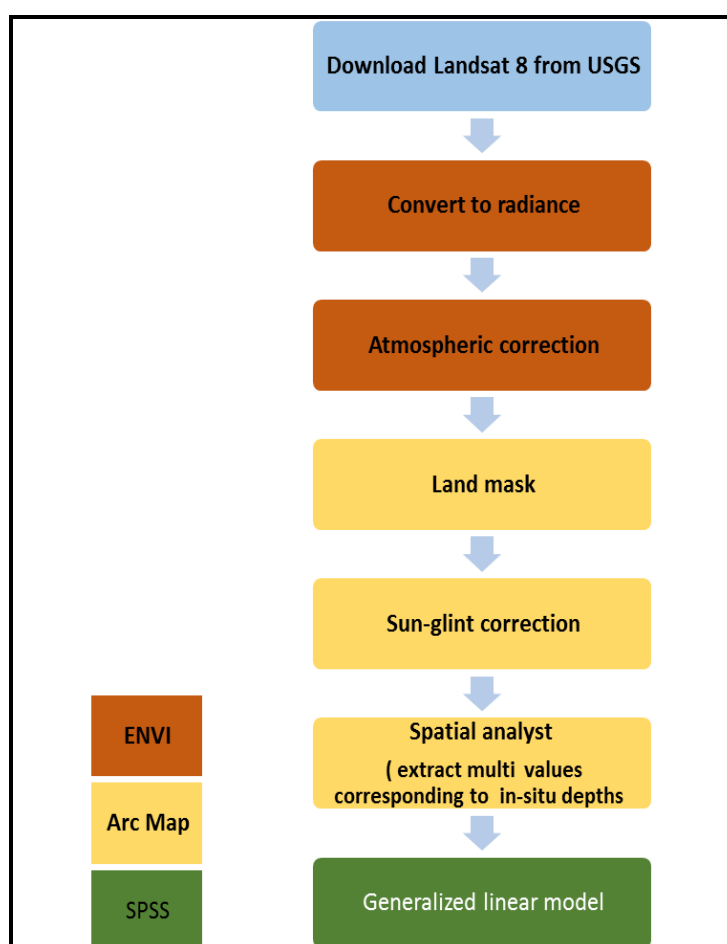 Download Landsat 8 from USGS
Convert to radiance
Atmospheric correction
Land mask
Sun-glint correction
Spatial analyst
( extract multi values
corresponding to in-situ depths
Generalized linear model
ENVI
Arc Map
SPSS